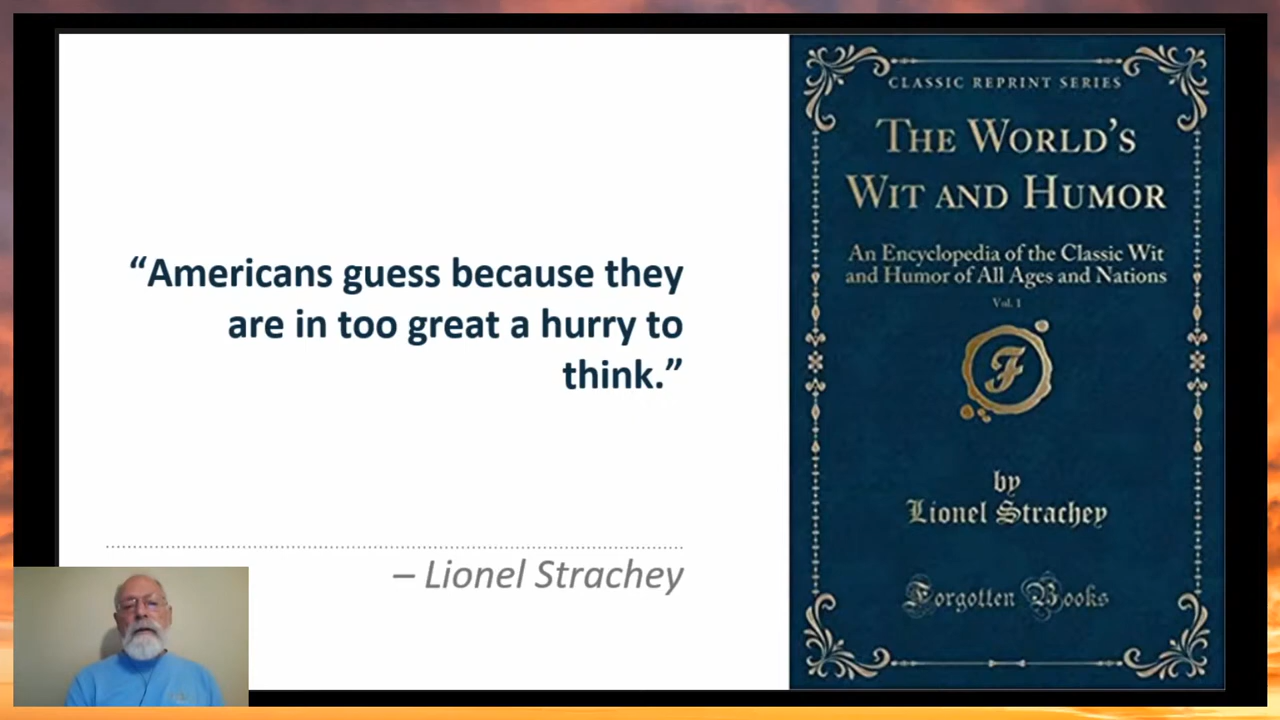 “Americans guess because they
are in too great a hurry to
think.”
– Lionel Strachey
CLASSIC REPRINT SERIES
THE WORLD’S
WIT AND HUMOR
An Encyclopedia of the Classic Wit
and Humor of All Ages and Nations
Vol. 1
F
by
Lionel Strachey
Forgotten Books